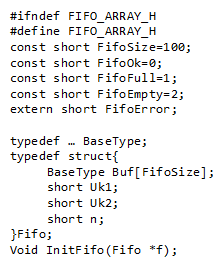 #ifndef FIFO_ARRAY_H
#define FIFO_ARRAY_H
const short FifoSize=100;
const short FifoOk=0;
const short FifoFull=1;
const short FifoEmpty=2;
extern short FifoError;
typedef … BaseType;
typedef struct{
BaseType Buf[FifoSize];
short Uk1;
short Uk2;
short n;
}Fifo;
Void InitFifo(Fifo *f);